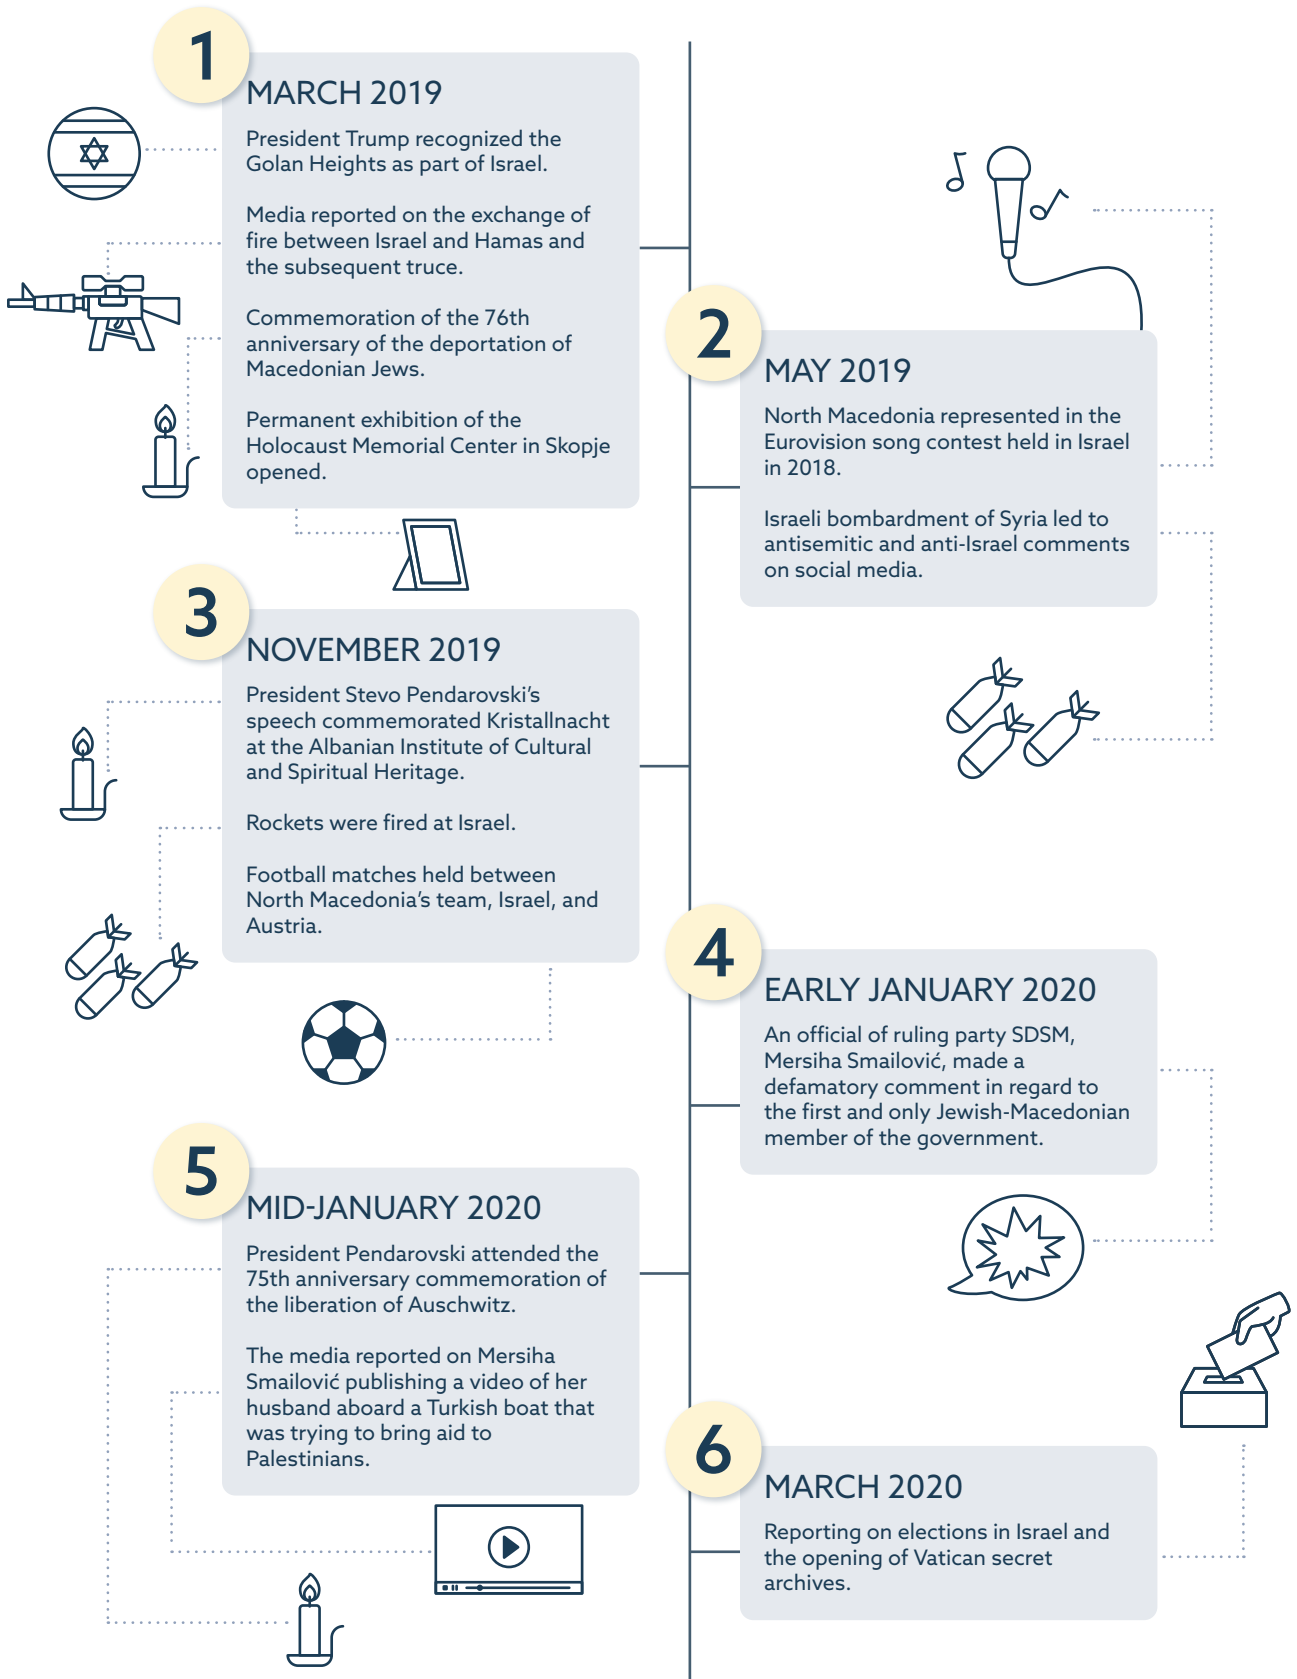 1
MARCH 2019
President Trump recognized the
Golan Heights as part of Israel.
Media reported on the exchange of
fire between Israel and Hamas and
the subsequent truce.
Commemoration of the 76th
anniversary of the deportation of
Macedonian Jews.
Permanent exhibition of the
Holocaust Memorial Center in Skopje
opened.
2
MAY 2019
North Macedonia represented in the
Eurovision song contest held in Israel
in 2018.
Israeli bombardment of Syria led to
antisemitic and anti-Israel comments
on social media.
3
NOVEMBER 2019
President Stevo Pendarovski’s
speech commemorated Kristallnacht
at the Albanian Institute of Cultural
and Spiritual Heritage.
Rockets were fired at Israel.
Football matches held between
North Macedonia’s team, Israel, and
Austria.
4
EARLY JANUARY 2020
An official of ruling party SDSM,
Mersiha Smailović, made a
defamatory comment in regard to
the first and only Jewish-Macedonian
member of the government.
5
MID-JANUARY 2020
President Pendarovski attended the
75th anniversary commemoration of
the liberation of Auschwitz.
The media reported on Mersiha
Smailović publishing a video of her
husband aboard a Turkish boat that
was trying to bring aid to
Palestinians.
6
MARCH 2020
Reporting on elections in Israel and
the opening of Vatican secret
archives.